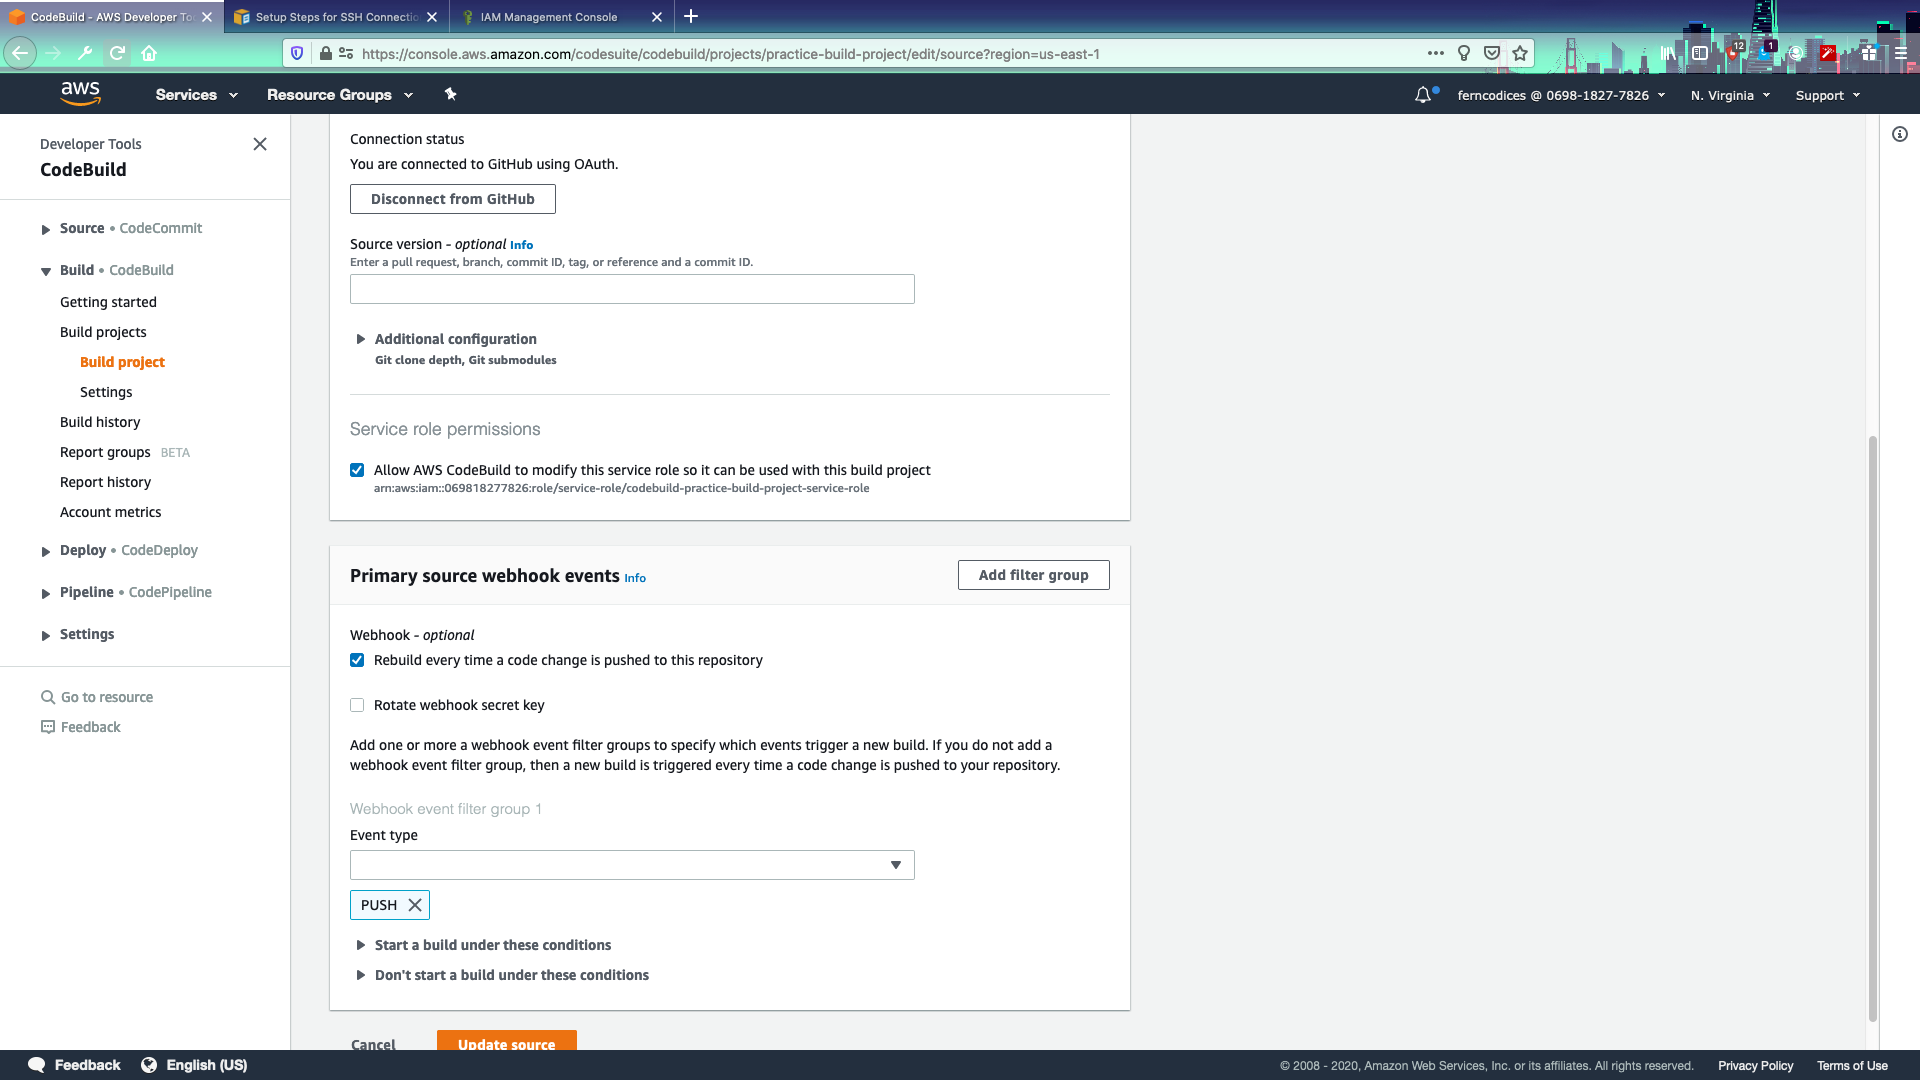 CodeBuild - AWS Developer To
Setup Steps for SSH Connectio
IAM Management Console
https://console.aws.amazon.com/codesuite/codebuild/projects/practice-build-project/edit/source?region=us-east-1
12
1
aws
Services
Resource Groups
ferncodices @ 0698-1827-7826
N. Virginia
Support
Developer Tools
CodeBuild
Source • CodeCommit
Build • CodeBuild
Getting started
Build projects
Build project
Settings
Build history
Report groups BETA
Report history
Account metrics
Deploy • CodeDeploy
Pipeline • CodePipeline
Settings
Go to resource
Feedback
Connection status
You are connected to GitHub using OAuth.
Disconnect from GitHub
Source version - optional Info
Enter a pull request, branch, commit ID, tag, or reference and a commit ID.
Additional configuration
Git clone depth, Git submodules
Service role permissions
Allow AWS CodeBuild to modify this service role so it can be used with this build project
arn:aws:iam::069818277826:role/service-role/codebuild-practice-build-project-service-role
Primary source webhook events Info
Add filter group
Webhook - optional
Rebuild every time a code change is pushed to this repository
Rotate webhook secret key
Add one or more a webhook event filter groups to specify which events trigger a new build. If you do not add a
webhook event filter group, then a new build is triggered every time a code change is pushed to your repository.
Webhook event filter group 1
Event type
PUSH
Start a build under these conditions
Don't start a build under these conditions
Cancel
Update source
Feedback
English (US)
© 2008 - 2020, Amazon Web Services, Inc. or its affiliates. All rights reserved.
Privacy Policy
Terms of Use